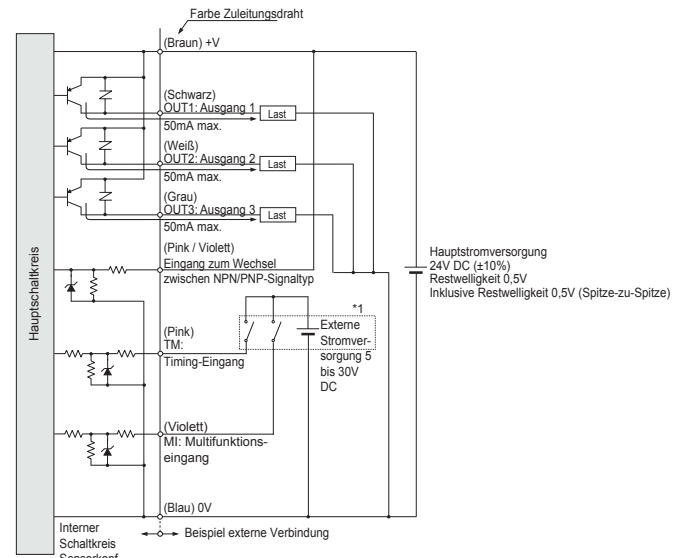 Farbe Zuleitungsdraht
(Braun) +V
(Schwarz)
OUT1: Ausgang 1
Last
50mA max.
(Weiß)
OUT2: Ausgang 2
Last
50mA max.
(Grau)
OUT3: Ausgang 3
Last
50mA max.
(Pink / Violett)
Eingang zum Wechsel
zwischen NPN/PNP-Signaltyp
Hauptschaltkreis
Hauptstromversorgung
24V DC (±10%)
Restwelligkeit 0,5V
Inklusive Restwelligkeit 0,5V (Spitze-zu-Spitze)
*1
Externe
Stromver-
sorgung 5
bis 30V
DC
(Pink)
TM:
Timing-Eingang
(Violett)
MI: Multifunktions-
eingang
(Blau) 0V
Interner
Schaltkreis
Sensorkopf
Beispiel externe Verbindung